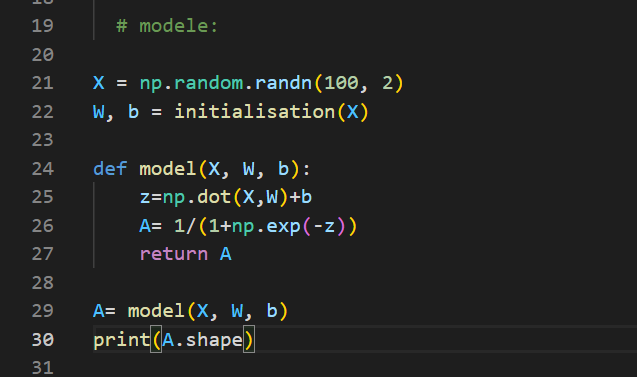 19 # modele:
20
21 X = np.random.randn(100, 2)
22 W, b = initialisation(X)
23
24 def model(X, W, b):
25 z=np.dot(X,W)+b
26 A= 1/(1+np.exp(-z))
27 return A
28
29 A= model(X, W, b)
30 print(A.shape)
31